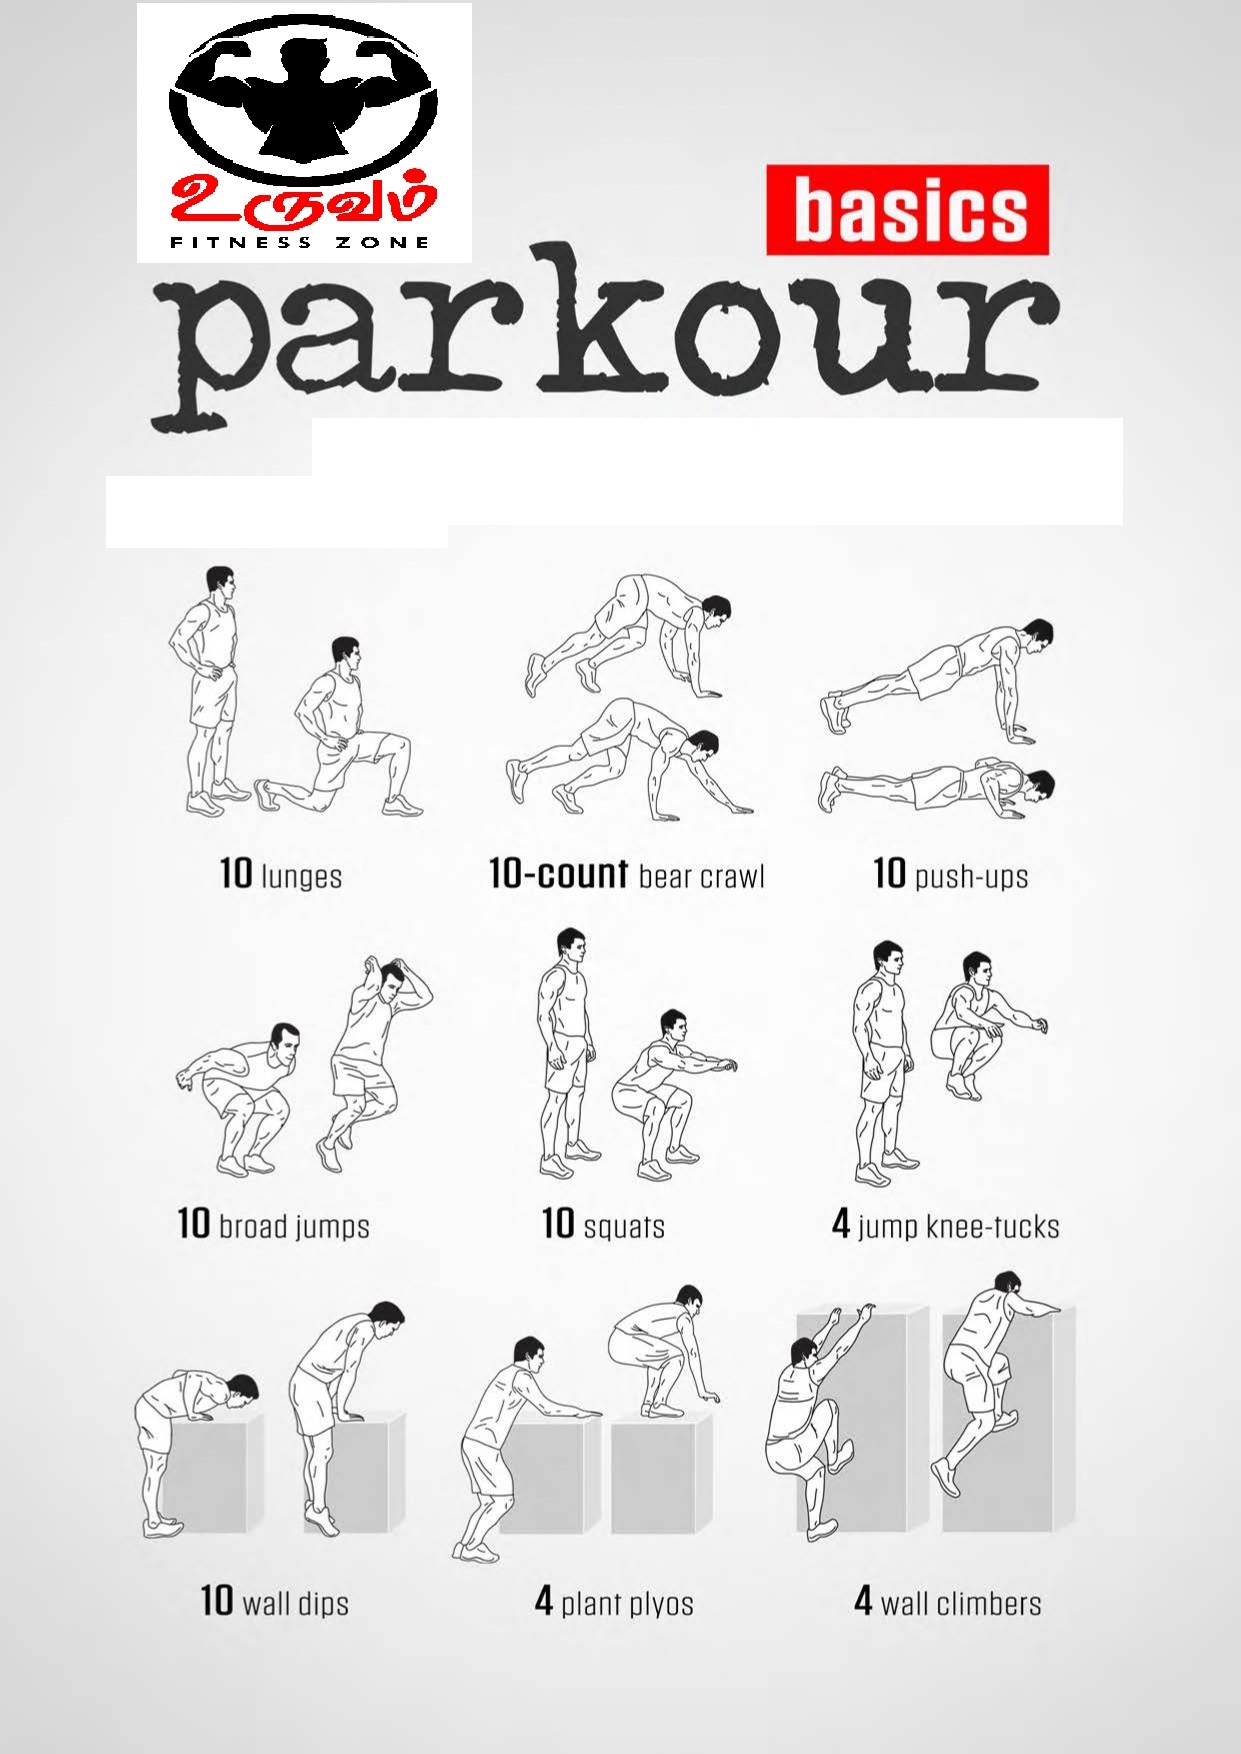 உருவம்
FITNESS ZONE
basics
parkour
10 lunges
10-count bear crawl
10 push-ups
10 broad jumps
10 squats
4 jump knee-tucks
10 wall dips
4 plant plyos
4 wall climbers